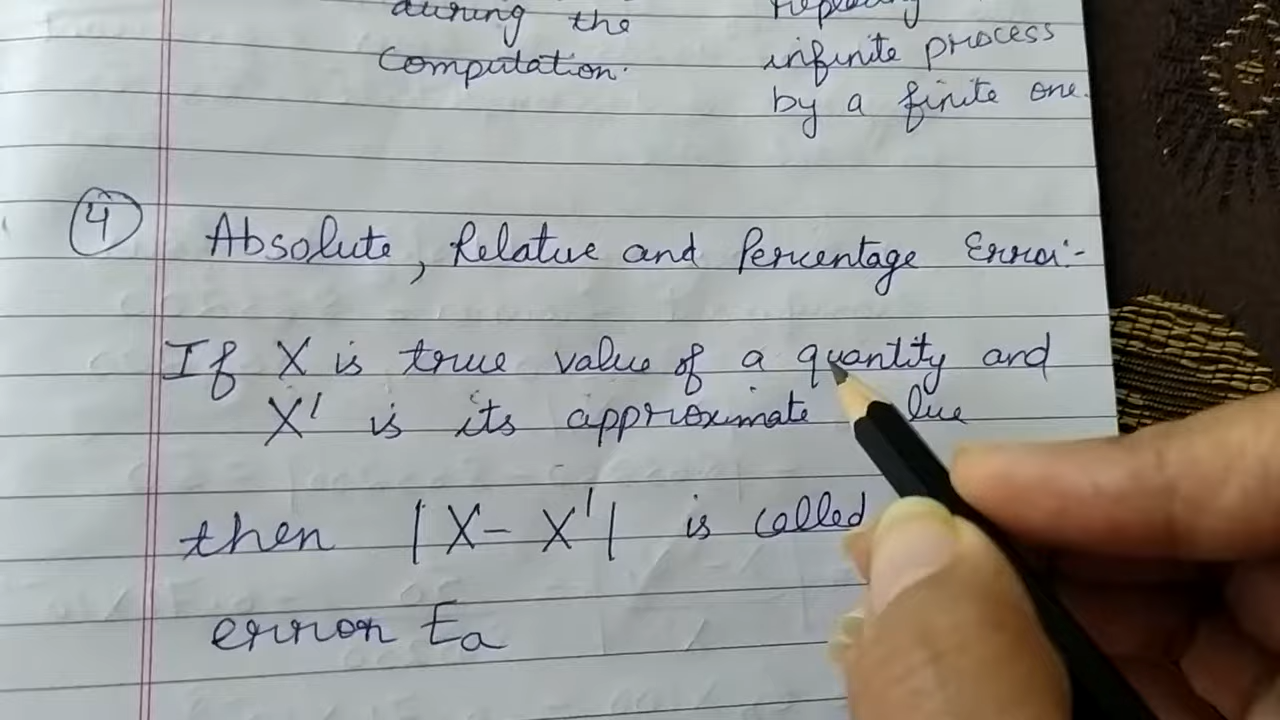 during the
Computation.
infinite process
by a finite one.
4
Absolute, Relative and Percentage Error:-
If X is true value of a quantity and
X' is its approximate lue
then |X- X'| is called
error Ea